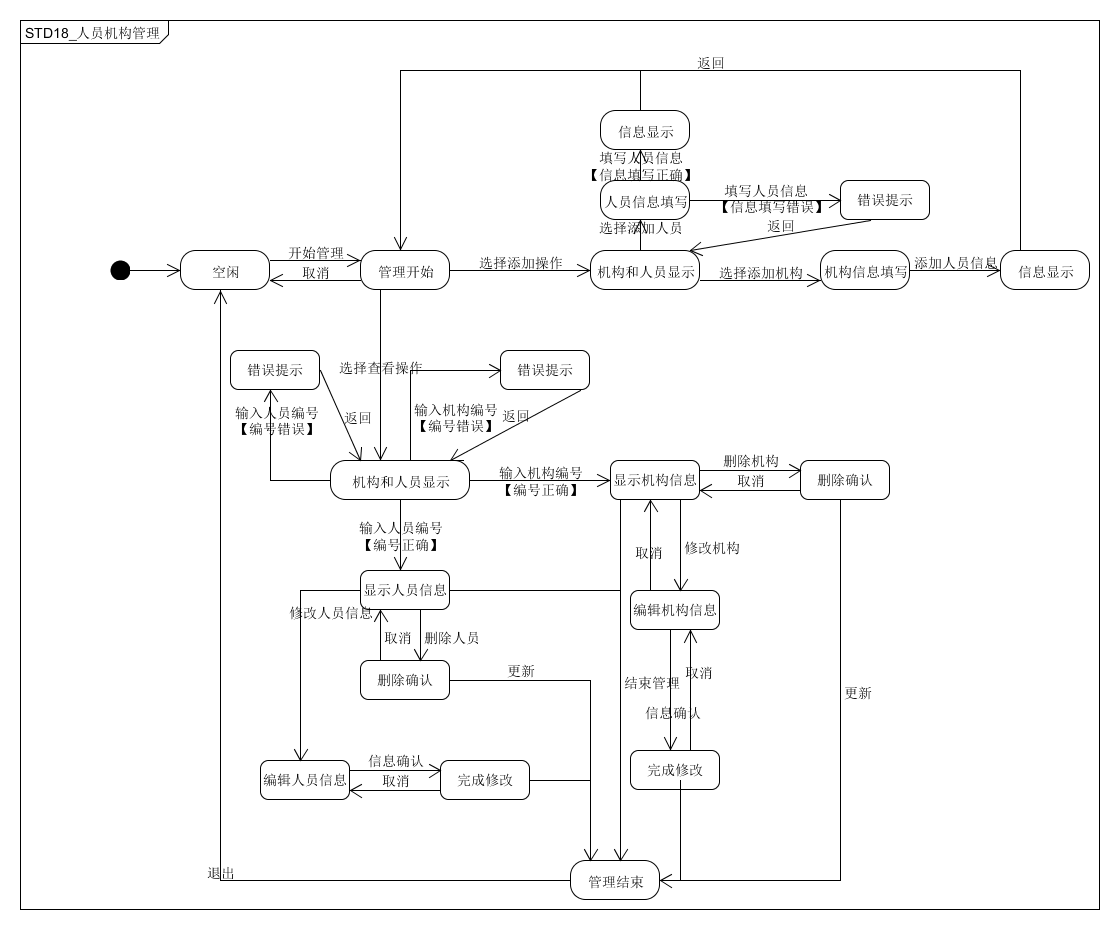 STD18_人员机构管理
返回
信息显示
填写人员信息
【信息填写正确】
人员信息填写
填写人员信息
【信息填写错误】
错误提示
选择添加人员
返回
空闲
开始管理
取消
管理开始
选择添加操作
机构和人员显示
选择添加机构
机构信息填写
添加人员信息
信息显示
错误提示
选择查看操作
错误提示
输入人员编号
【编号错误】
返回
输入机构编号
【编号错误】
返回
机构和人员显示
输入机构编号
【编号正确】
显示机构信息
删除机构
取消
删除确认
输入人员编号
【编号正确】
取消
修改机构
显示人员信息
编辑机构信息
修改人员信息
取消
删除人员
删除确认
更新
结束管理
取消
信息确认
更新
编辑人员信息
信息确认
取消
完成修改
完成修改
退出
管理结束